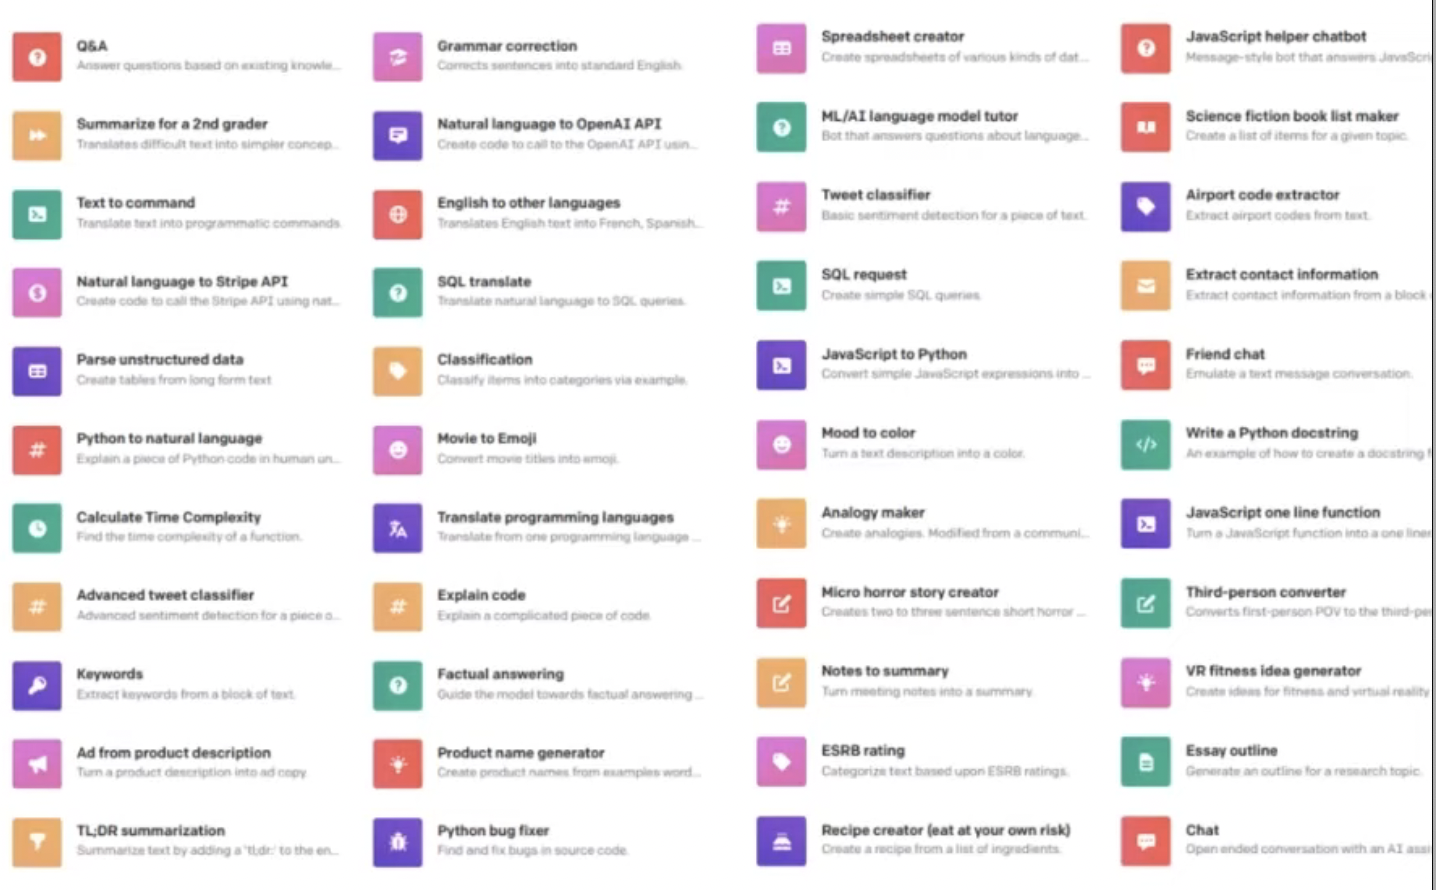 Q&A
Answer questions based on existing knowle...
Summarize for a 2nd grader
Translates difficult text into simpler concep...
Text to command
Translate text into programmatic commands.
Natural language to Stripe API
Create code to call the Stripe API using nat...
Parse unstructured data
Create tables from long form text
Python to natural language
Explain a piece of Python code in human un...
Calculate Time Complexity
Find the time complexity of a function.
Advanced tweet classifier
Advanced sentiment detection for a piece o...
Keywords
Extract keywords from a block of text.
Ad from product description
Turn a product description into ad copy
TL;DR summarization
Summarize text by adding a 'tl;dr:' to the en...
Grammar correction
Corrects sentences into standard English.
Natural language to OpenAI API
Create code to call to the OpenAI API usin...
English to other languages
Translates English text into French, Spanish...
SQL translate
Translate natural language to SQL queries.
Classification
Classify items into categories via example.
Movie to Emoji
Convert movie titles into emoji.
Translate programming languages
Translate from one programming language ...
Explain code
Explain a complicated piece of code.
Factual answering
Guide the model towards factual answering ...
Product name generator
Create product names from examples word...
Python bug fixer
Find and fix bugs in source code.
Spreadsheet creator
Create spreadsheets of various kinds of dat...
ML/AI language model tutor
Bot that answers questions about language...
Tweet classifier
Basic sentiment detection for a piece of text.
SQL request
Create simple SQL queries.
JavaScript to Python
Convert simple JavaScript expressions into ...
Mood to color
Turn a text description into a color.
Analogy maker
Create analogies. Modified from a communi...
Micro horror story creator
Creates two to three sentence short horror ...
Notes to summary
Turn meeting notes into a summary.
ESRB rating
Categorize text based upon ESRB ratings.
Recipe creator (eat at your own risk)
Create a recipe from a list of ingredients.
JavaScript helper chatbot
Message-style bot that answers JavaScri
Science fiction book list maker
Create a list of items for a given topic.
Airport code extractor
Extract airport codes from text.
Extract contact information
Extract contact information from a block
Friend chat
Emulate a text message conversation.
Write a Python docstring
An example of how to create a docstring f
JavaScript one line function
Turn a JavaScript function into a one liner
Third-person converter
Converts first-person POV to the third-per
VR fitness idea generator
Create ideas for fitness and virtual reality
Essay outline
Generate an outline for a research topic.
Chat
Open ended conversation with an AI assi